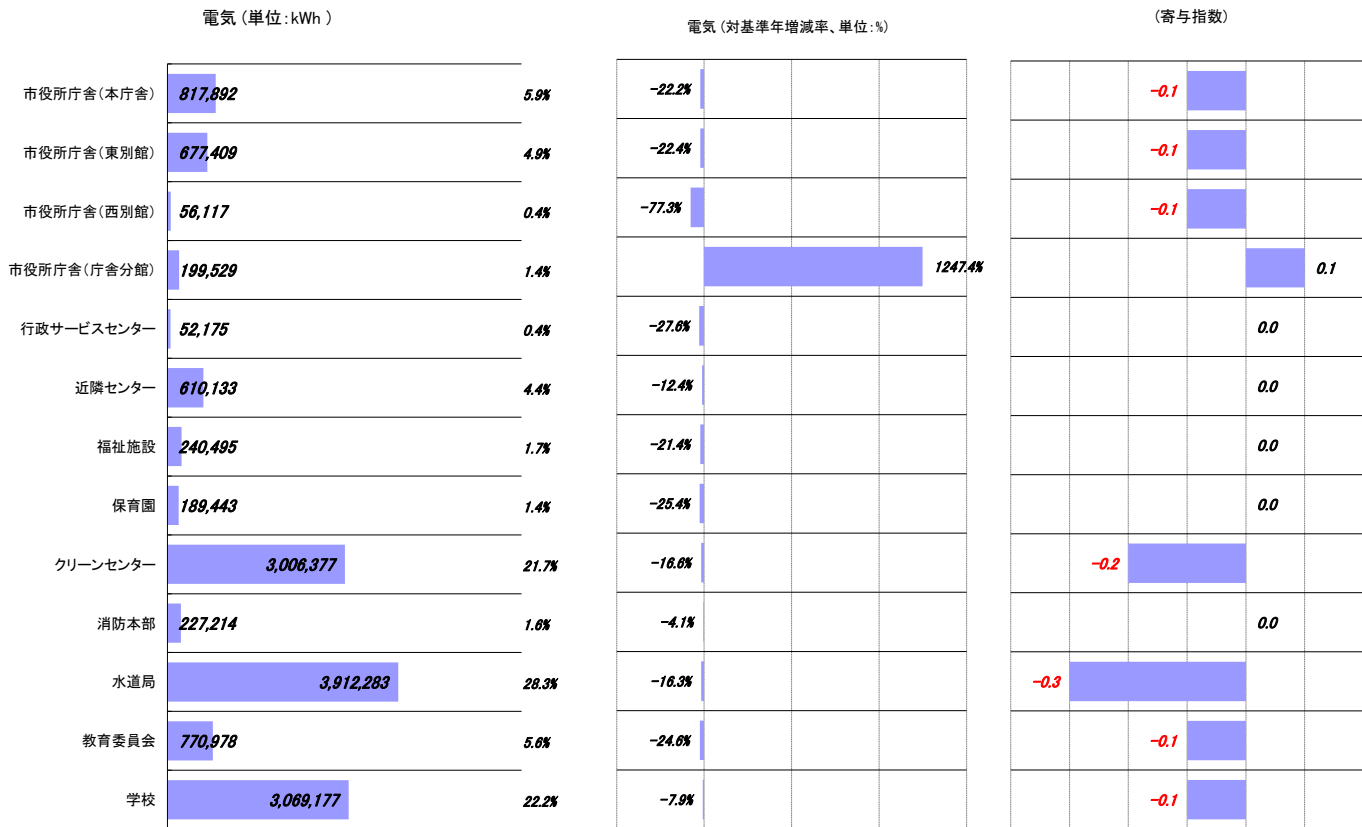 電気（単位：kWh ）
電気（対基準年増減率、単位：%）
（寄与指数）
市役所庁舎（本庁舎） 817,892 5.9% -22.2% -0.1
市役所庁舎（東別館） 677,409 4.9% -22.4% -0.1
市役所庁舎（西別館） 56,117 0.4% -77.3% -0.1
市役所庁舎（庁舎分館） 199,529 1.4% 1247.4% 0.1
行政サービスセンター 52,175 0.4% -27.6% 0.0
近隣センター 610,133 4.4% -12.4% 0.0
福祉施設 240,495 1.7% -21.4% 0.0
保育園 189,443 1.4% -25.4% 0.0
クリーンセンター 3,006,377 21.7% -16.6% -0.2
消防本部 227,214 1.6% -4.1% 0.0
水道局 3,912,283 28.3% -16.3% -0.3
教育委員会 770,978 5.6% -24.6% -0.1
学校 3,069,177 22.2% -7.9% -0.1